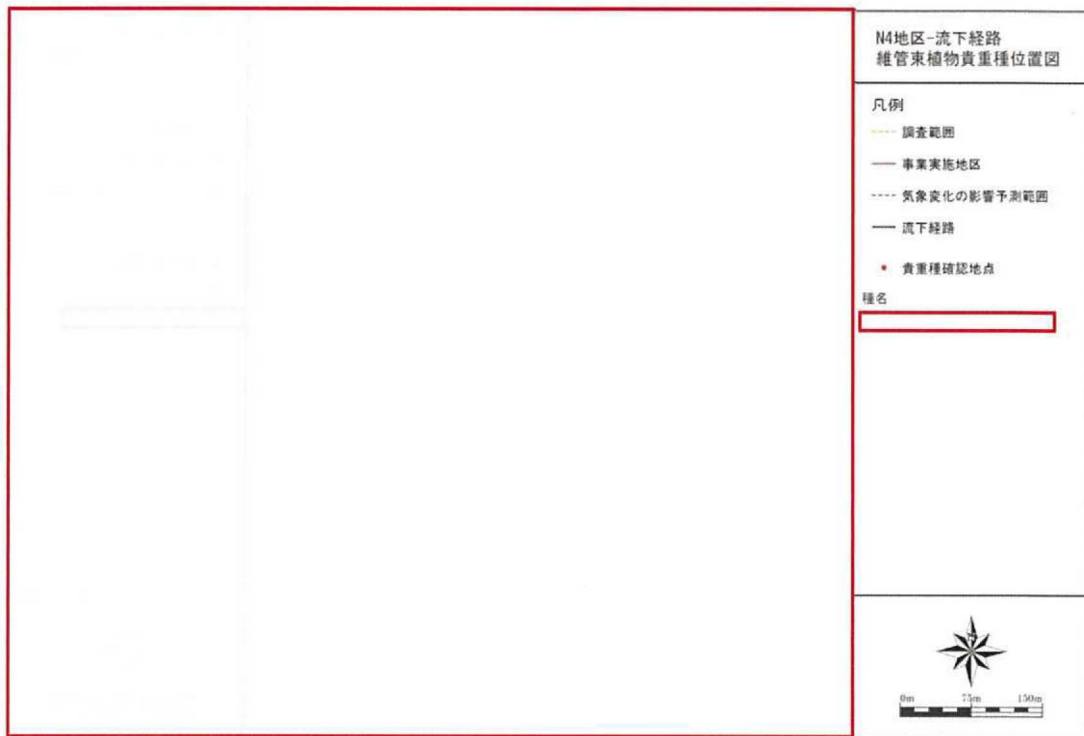 N4地区-流下経路
維管束植物貴重種位置図
凡例
調査範囲
事業実施地区
気象変化の影響予測範囲
流下経路
貴重種確認地点
種名
N
0m 75m 150m